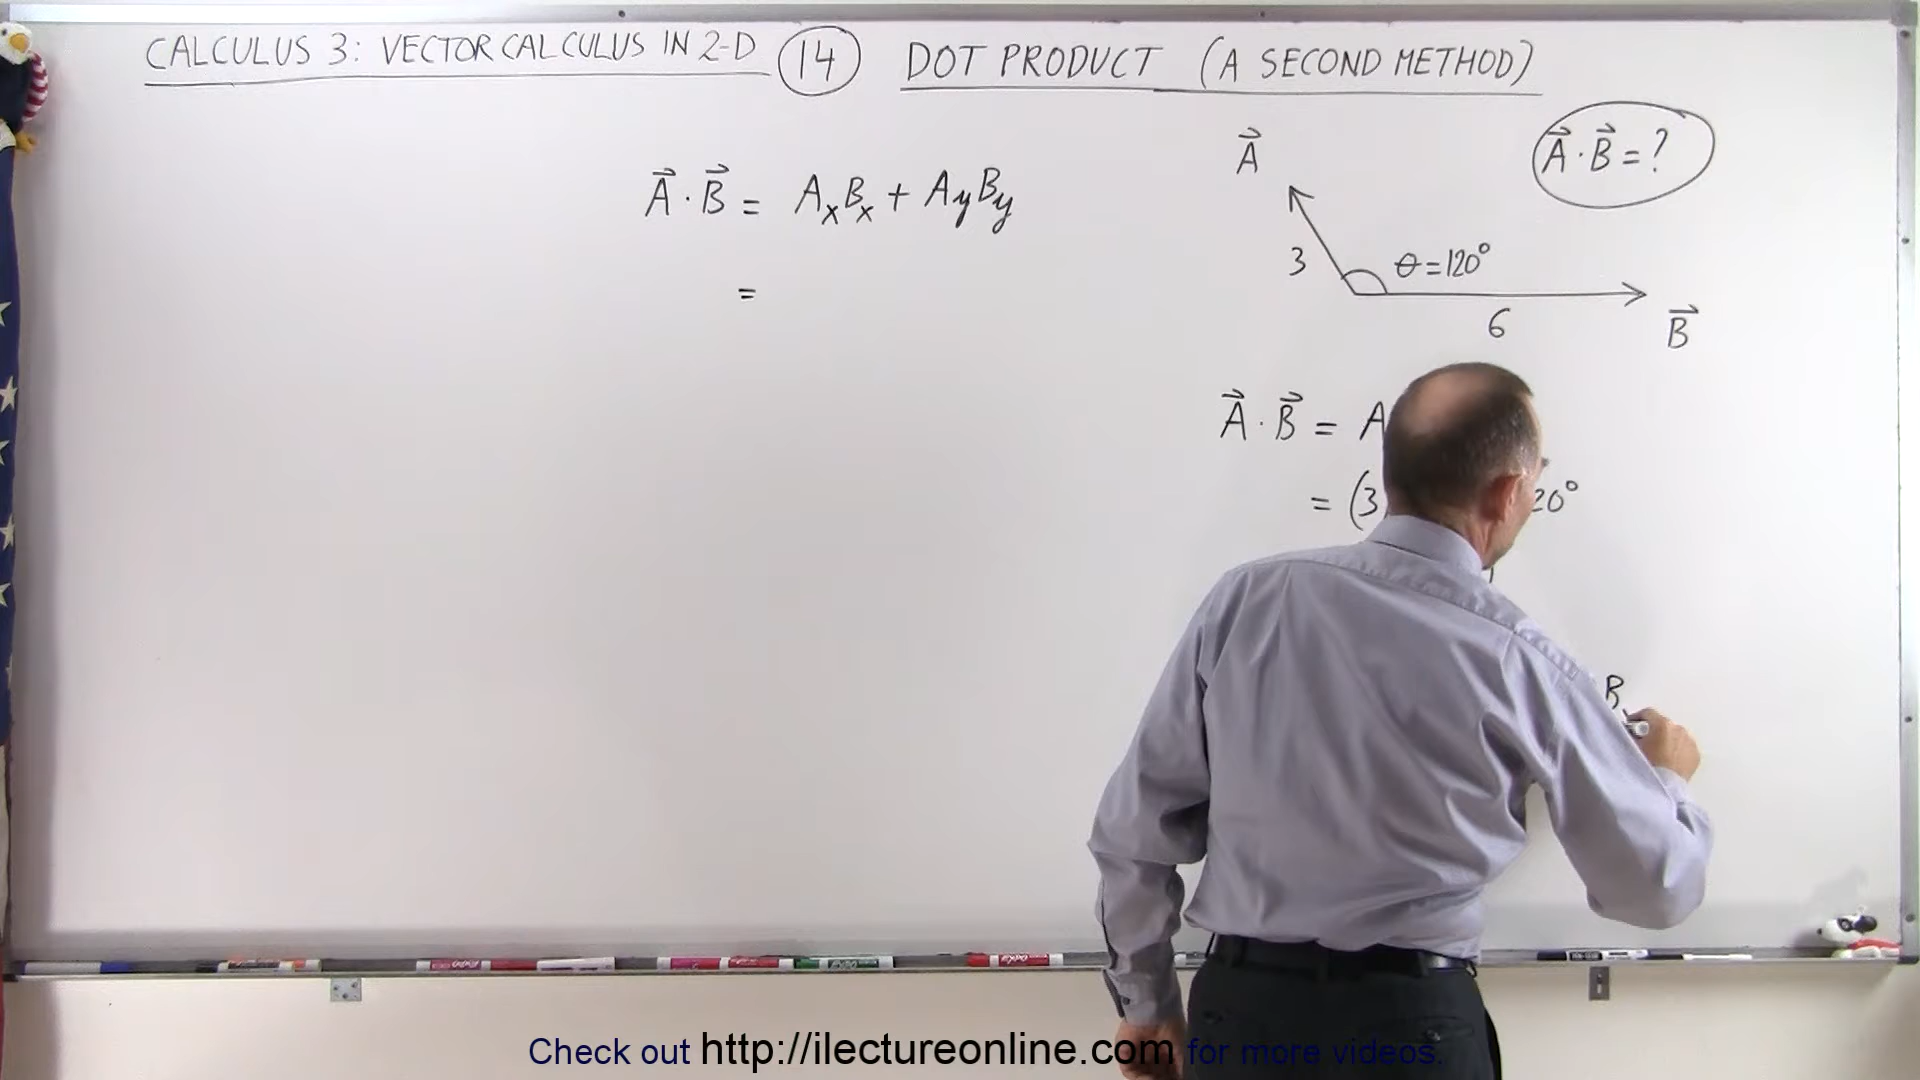 CALCULUS 3: VECTOR CALCULUS IN 2-D 14 DOT PRODUCT (A SECOND METHOD)
A⃗ · B⃗ = AₓBₓ + A_yB_y
=
A⃗
A⃗ · B⃗ = ?
3
θ = 120°
6
B⃗
A⃗ · B⃗ = A
= (3 20°
B
Check out http://ilectureonline.com for more videos.